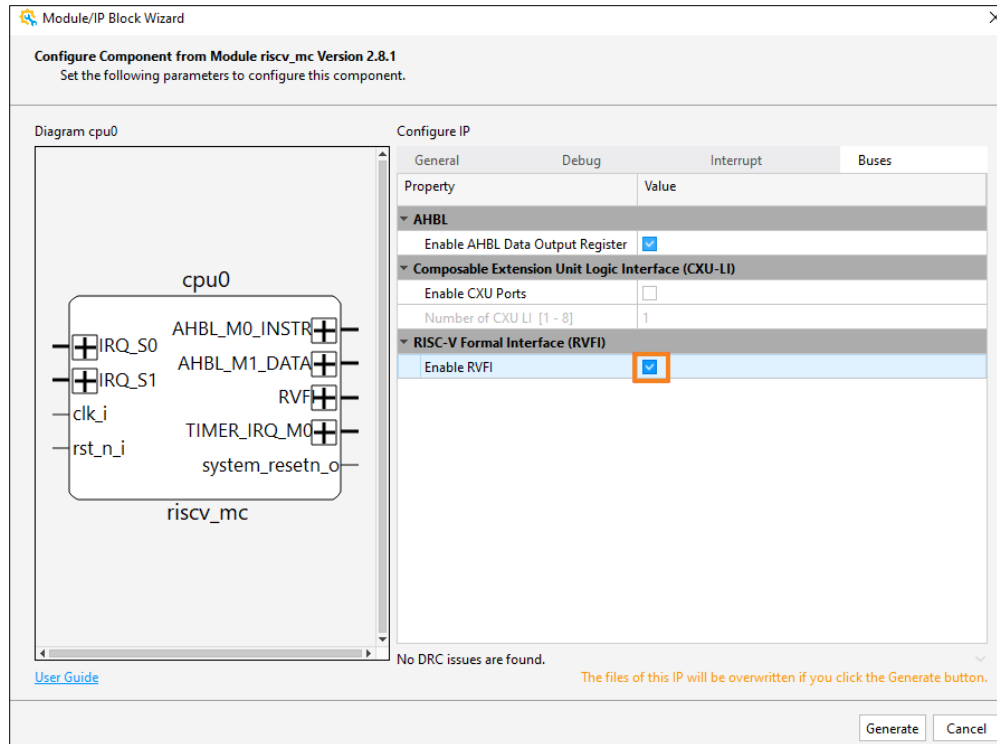 Module/IP Block Wizard
Configure Component from Module riscv_mc Version 2.8.1
Set the following parameters to configure this component.
Diagram cpu0
Configure IP
General Debug Interrupt Buses
Property Value
AHBL
Enable AHBL Data Output Register
Composable Extension Unit Logic Interface (CXU-LI)
Enable CXU Ports
Number of CXU LI [1 - 8] 1
RISC-V Formal Interface (RVFI)
Enable RVFI
cpu0
IRQ_S0
IRQ_S1
clk_i
rst_n_i
AHBL_M0_INSTR
AHBL_M1_DATA
RVFI
TIMER_IRQ_M0
system_resetn_o
riscv_mc
No DRC issues are found.
User Guide
The files of this IP will be overwritten if you click the Generate button.
Generate Cancel